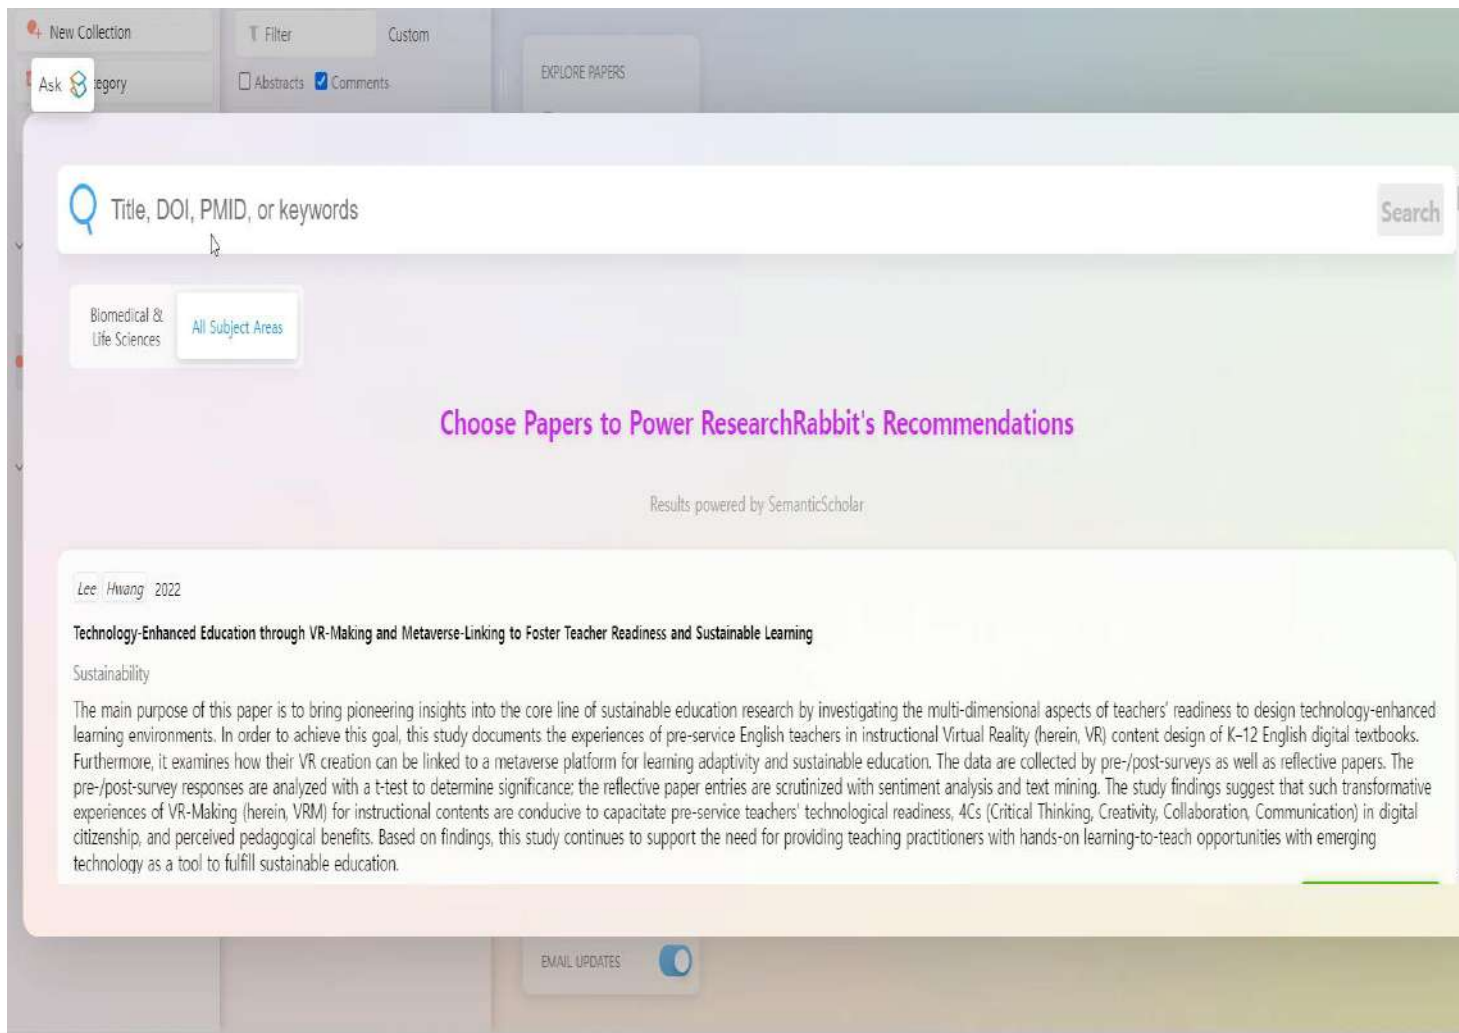 New Collection
Filter
Custom
Ask
tegory
Abstracts
Comments
EXPLORE PAPERS
Title, DOI, PMID, or keywords
Search
Biomedical &
Life Sciences
All Subject Areas
Choose Papers to Power ResearchRabbit's Recommendations
Results powered by SemanticScholar
Lee Hwang 2022
Technology-Enhanced Education through VR-Making and Metaverse-Linking to Foster Teacher Readiness and Sustainable Learning
Sustainability
The main purpose of this paper is to bring pioneering insights into the core line of sustainable education research by investigating the multi-dimensional aspects of teachers' readiness to design technology-enhanced
learning environments. In order to achieve this goal, this study documents the experiences of pre-service English teachers in instructional Virtual Reality (herein, VR) content design of K–12 English digital textbooks.
Furthermore, it examines how their VR creation can be linked to a metaverse platform for learning adaptivity and sustainable education. The data are collected by pre-/post-surveys as well as reflective papers. The
pre-/post-survey responses are analyzed with a t-test to determine significance; the reflective paper entries are scrutinized with sentiment analysis and text mining. The study findings suggest that such transformative
experiences of VR-Making (herein, VRM) for instructional contents are conducive to capacitate pre-service teachers' technological readiness, 4Cs (Critical Thinking, Creativity, Collaboration, Communication) in digital
citizenship, and perceived pedagogical benefits. Based on findings, this study continues to support the need for providing teaching practitioners with hands-on learning-to-teach opportunities with emerging
technology as a tool to fulfill sustainable education.
EMAIL UPDATES